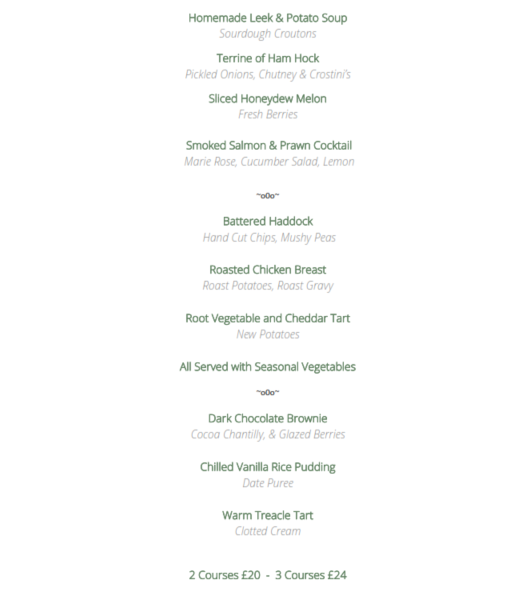 Homemade Leek & Potato Soup
Sourdough Croutons
Terrine of Ham Hock
Pickled Onions, Chutney & Crostini's
Sliced Honeydew Melon
Fresh Berries
Smoked Salmon & Prawn Cocktail
Marie Rose, Cucumber Salad, Lemon
~o0o~
Battered Haddock
Hand Cut Chips, Mushy Peas
Roasted Chicken Breast
Roast Potatoes, Roast Gravy
Root Vegetable and Cheddar Tart
New Potatoes
All Served with Seasonal Vegetables
~o0o~
Dark Chocolate Brownie
Cocoa Chantilly, & Glazed Berries
Chilled Vanilla Rice Pudding
Date Puree
Warm Treacle Tart
Clotted Cream
2 Courses £20 - 3 Courses £24